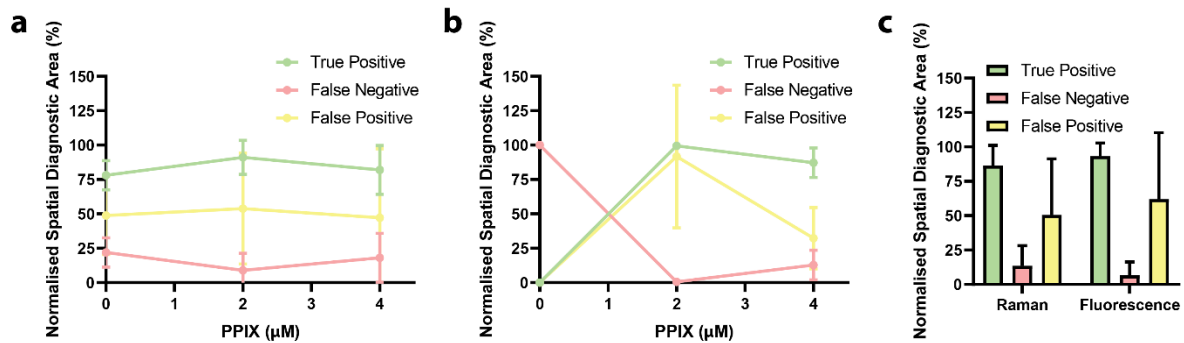 a
Normalised Spatial Diagnostic Area (%)
True Positive
False Negative
False Positive
150
125
100
75
50
25
0
0 1 2 3 4
PPIX (μM)
b
Normalised Spatial Diagnostic Area (%)
True Positive
False Negative
False Positive
150
125
100
75
50
25
0
0 1 2 3 4
PPIX (μM)
c
Normalised Spatial Diagnostic Area (%)
True Positive
False Negative
False Positive
150
125
100
75
50
25
0
Raman Fluorescence